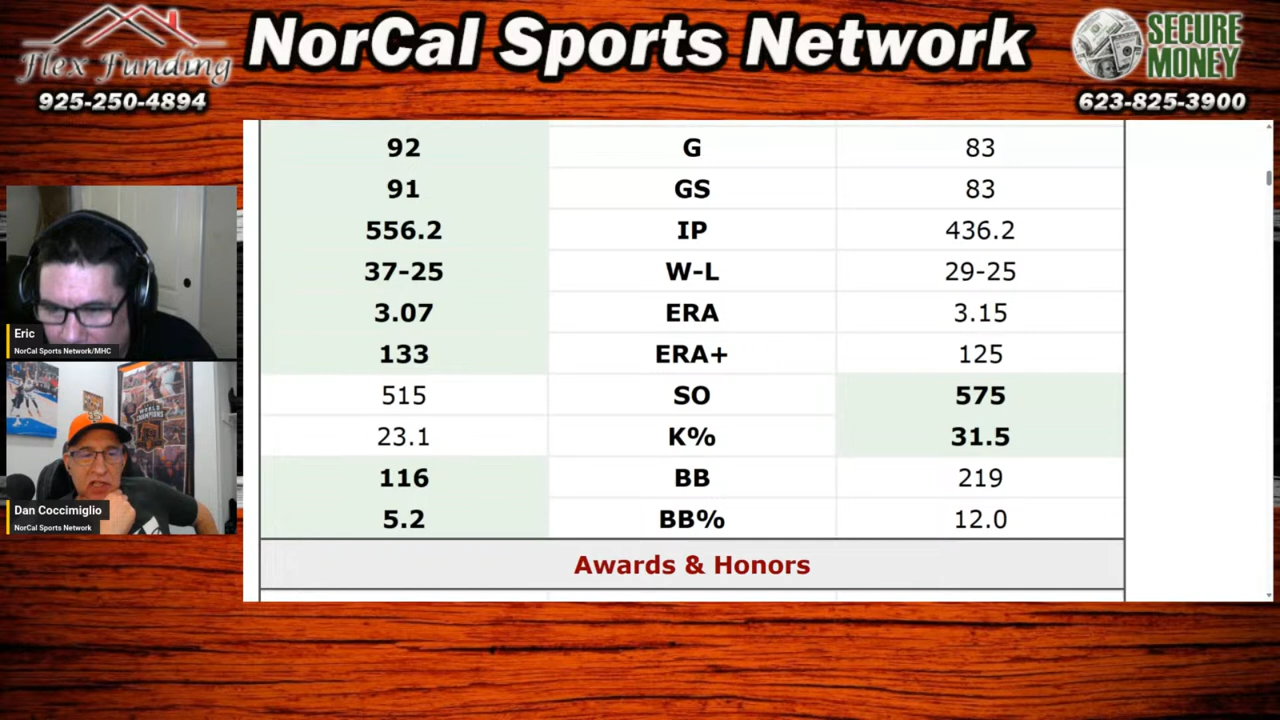 Flex Funding
925-250-4894
NorCal Sports Network
SECURE
MONEY
623-825-3900
92 G 83
91 GS 83
556.2 IP 436.2
37-25 W-L 29-25
3.07 ERA 3.15
133 ERA+ 125
515 SO 575
23.1 K% 31.5
116 BB 219
5.2 BB% 12.0
Awards & Honors
Eric
NorCal Sports Network/MHC
WORLD
CHAMPIONS
Dan Coccimiglio
NorCal Sports Network